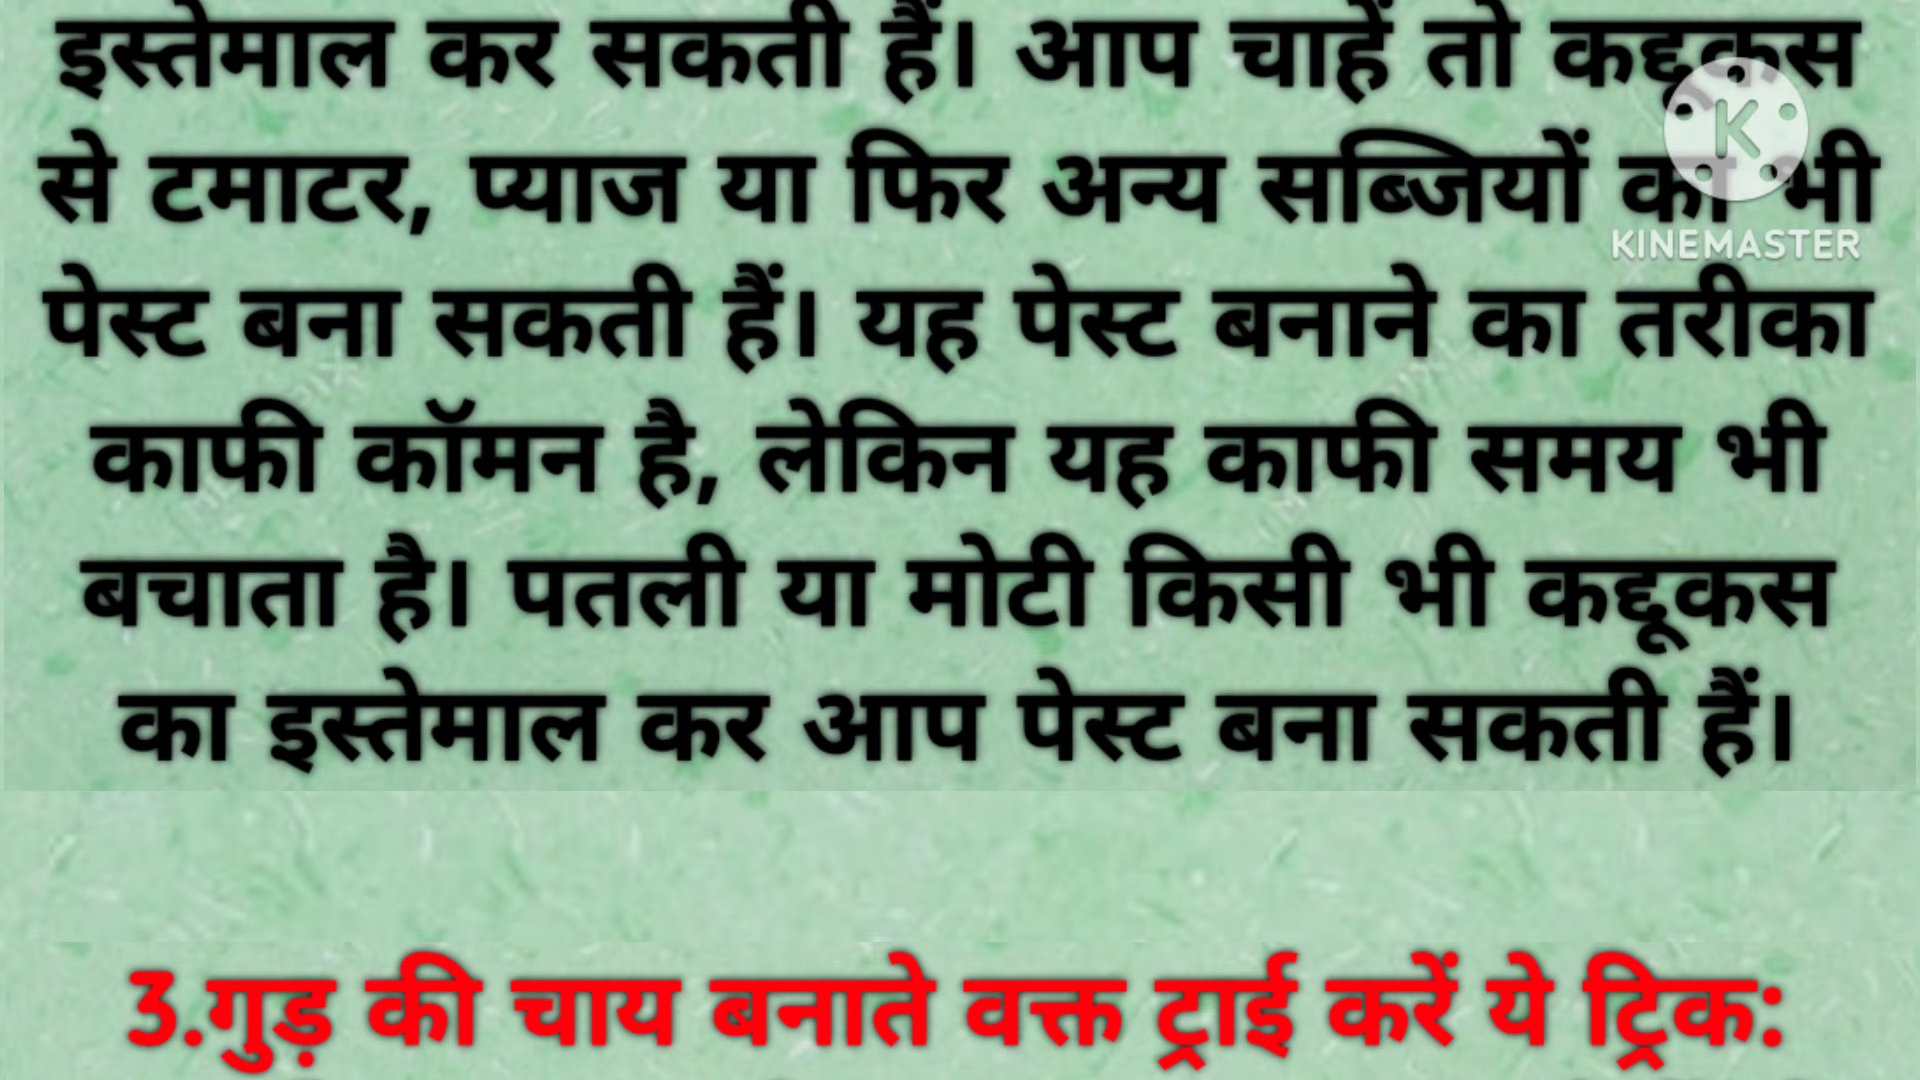 इस्तेमाल कर सकती हैं। आप चाहें तो कद्दूकस
से टमाटर, प्याज या फिर अन्य सब्जियों का भी
KINEMASTER
पेस्ट बना सकती हैं। यह पेस्ट बनाने का तरीका
काफी कॉमन है, लेकिन यह काफी समय भी
बचाता है। पतली या मोटी किसी भी कद्दूकस
का इस्तेमाल कर आप पेस्ट बना सकती हैं।
3.गुड़ की चाय बनाते वक्त ट्राई करें ये ट्रिक: